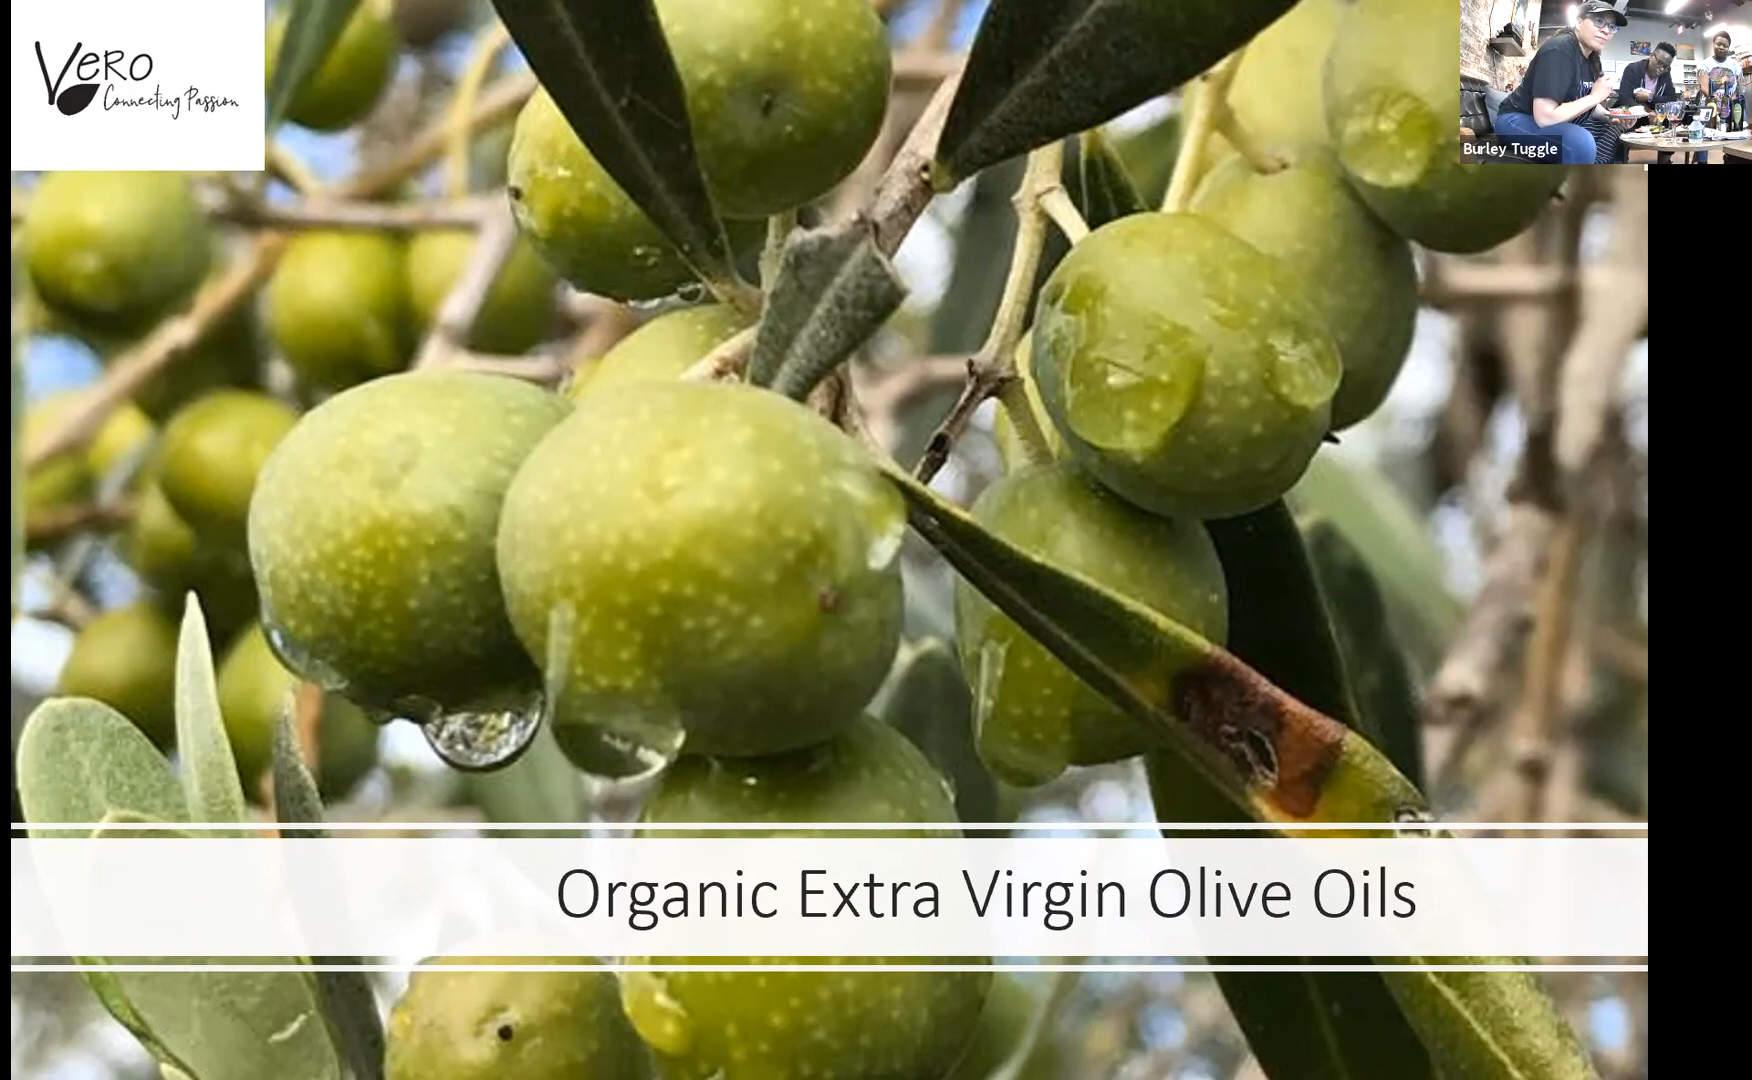 VERO
Connecting Passion
Burley Tuggle
Organic Extra Virgin Olive Oils